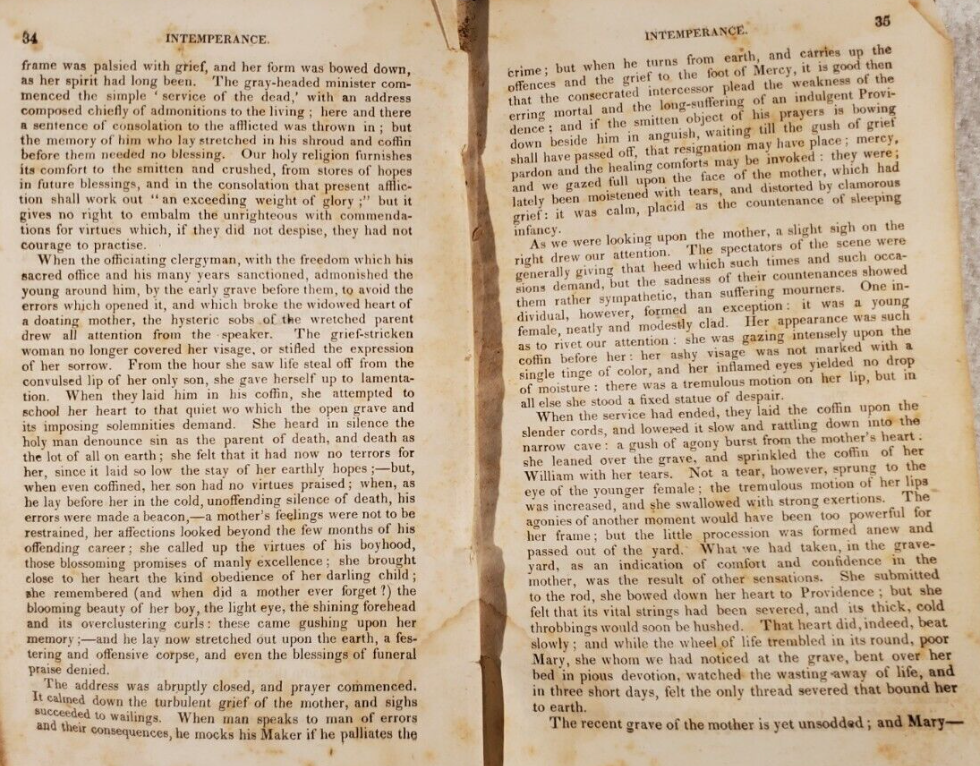 34
INTEMPERANCE.
frame was palsied with grief, and her form was bowed down,
as her spirit had long been. The gray-headed minister com-
menced the simple 'service of the dead,' with an address
composed chiefly of admonitions to the living; here and there
a sentence of consolation to the afflicted was thrown in; but
the memory of him who lay stretched in his shroud and coffin
before them needed no blessing. Our holy religion furnishes
its comfort to the smitten and crushed, from stores of hopes
in future blessings, and in the consolation that present afflic-
tion shall work out "an exceeding weight of glory;" but it
gives no right to embalm the unrighteous with commenda-
tions for virtues which, if they did not despise, they had not
courage to practise.
When the officiating clergyman, with the freedom which his
sacred office and his many years sanctioned, admonished the
young around him, by the early grave before them, to avoid the
errors which opened it, and which broke the widowed heart of
a doating mother, the hysteric sobs of the wretched parent
drew all attention from the speaker. The grief-stricken
woman no longer covered her visage, or stifled the expression
of her sorrow. From the hour she saw life steal off from the
convulsed lip of her only son, she gave herself up to lamenta-
tion. When they laid him in his coffin, she attempted to
school her heart to that quiet wo which the open grave and
its imposing solemnities demand. She heard in silence the
holy man denounce sin as the parent of death, and death as
the lot of all on earth; she felt that it had now no terrors for
her, since it laid so low the stay of her earthly hopes;—but,
when even coffined, her son had no virtues praised; when, as
he lay before her in the cold, unoffending silence of death, his
errors were made a beacon,—a mother's feelings were not to be
restrained, her affections looked beyond the few months of his
offending career; she called up the virtues of his boyhood,
those blossoming promises of manly excellence; she brought
close to her heart the kind obedience of her darling child;
she remembered (and when did a mother ever forget?) the
blooming beauty of her boy, the light eye, the shining forehead
and its overclustering curls: these came gushing upon her
memory;—and he lay now stretched out upon the earth, a fes-
tering and offensive corpse, and even the blessings of funeral
praise denied.
The address was abruptly closed, and prayer commenced.
It calmed down the turbulent grief of the mother, and sighs
succeeded to wailings. When man speaks to man of errors
and their consequences, he mocks his Maker if he palliates the
INTEMPERANCE.
35
crime; but when he turns from earth, and carries up the
offences and the grief to the foot of Mercy, it is good then
that the consecrated intercessor plead the weakness of the
erring mortal and the long-suffering of an indulgent Provi-
dence; and if the smitten object of his prayers is bowing
down beside him in anguish, waiting till the gush of grief
shall have passed off, that resignation may have place; mercy,
pardon and the healing comforts may be invoked: they were;
and we gazed full upon the face of the mother, which had
lately been moistened with tears, and distorted by clamorous
grief: it was calm, placid as the countenance of sleeping
infancy.
As we were looking upon the mother, a slight sigh on the
right drew our attention. The spectators of the scene were
generally giving that heed which such times and such occa-
sions demand, but the sadness of their countenances showed
them rather sympathetic, than suffering mourners. One in-
dividual, however, formed an exception: it was a young
female, neatly and modestly clad. Her appearance was such
as to rivet our attention: she was gazing intensely upon the
coffin before her: her ashy visage was not marked with a
single tinge of color, and her inflamed eyes yielded no drop
of moisture: there was a tremulous motion on her lip, but in
all else she stood a fixed statue of despair.
When the service had ended, they laid the coffin upon the
slender cords, and lowered it slow and rattling down into the
narrow cave: a gush of agony burst from the mother's heart:
she leaned over the grave, and sprinkled the coffin of her
William with her tears. Not a tear, however, sprung to the
eye of the younger female; the tremulous motion of her lips
was increased, and she swallowed with strong exertions. The
agonies of another moment would have been too powerful for
her frame; but the little procession was formed anew and
passed out of the yard. What we had taken, in the grave-
yard, as an indication of comfort and confidence in the
mother, was the result of other sensations. She submitted
to the rod, she bowed down her heart to Providence; but she
felt that its vital strings had been severed, and its thick, cold
throbbings would soon be hushed. That heart did, indeed, beat
slowly; and while the wheel of life trembled in its round, poor
Mary, she whom we had noticed at the grave, bent over her
bed in pious devotion, watched the wasting away of life, and
in three short days, felt the only thread severed that bound her
to earth.
The recent grave of the mother is yet unsodded; and Mary—